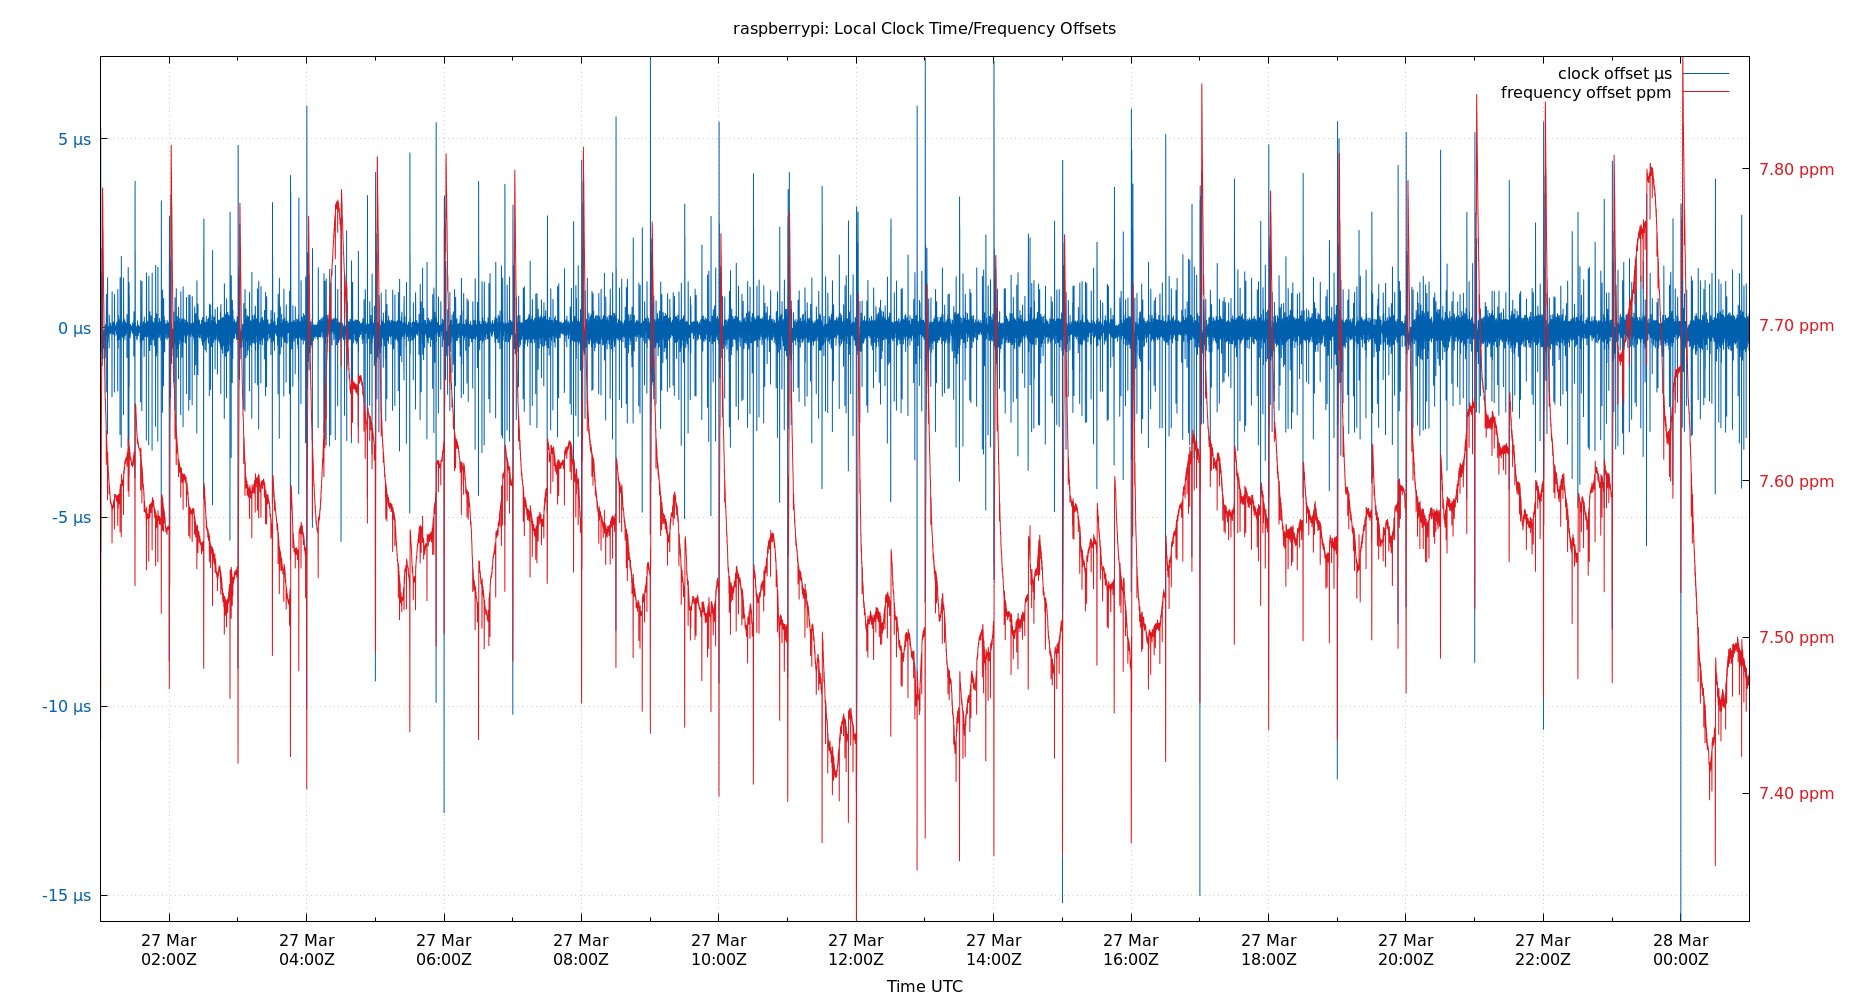 raspberrypi: Local Clock Time/Frequency Offsets
clock offset µs
frequency offset ppm
5 µs
0 µs
-5 µs
-10 µs
-15 µs
7.80 ppm
7.70 ppm
7.60 ppm
7.50 ppm
7.40 ppm
27 Mar 27 Mar 27 Mar 27 Mar 27 Mar 27 Mar 27 Mar 27 Mar 27 Mar 27 Mar 27 Mar 28 Mar
02:00Z 04:00Z 06:00Z 08:00Z 10:00Z 12:00Z 14:00Z 16:00Z 18:00Z 20:00Z 22:00Z 00:00Z
Time UTC